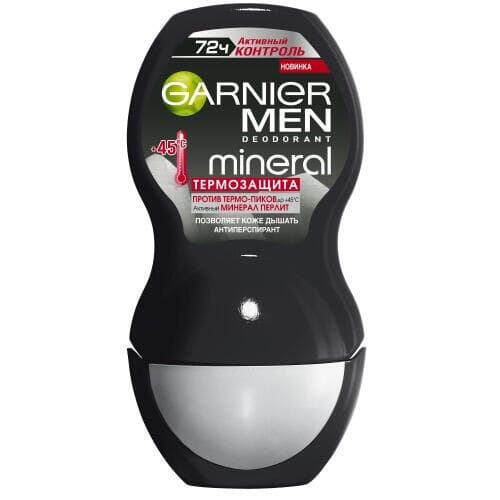 72ч Активный
КОНТРОЛЬ
НОВИНКА
GARNIER
MEN
DEODORANT
+45°C
mineral
ТЕРМОЗАЩИТА
ПРОТИВ ТЕРМО-ПИКОВ до +45°C
Активный МИНЕРАЛ ПЕРЛИТ
ПОЗВОЛЯЕТ КОЖЕ ДЫШАТЬ
АНТИПЕРСПИРАНТ